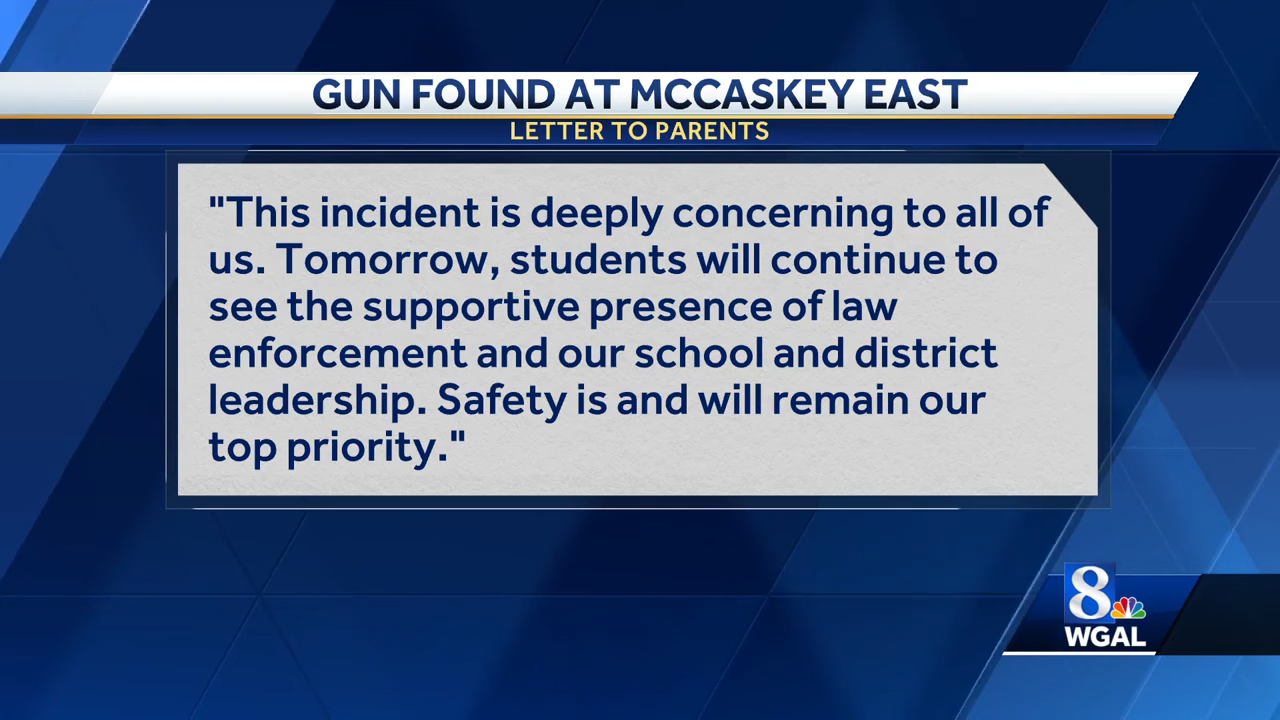 GUN FOUND AT MCCASKEY EAST
LETTER TO PARENTS
"This incident is deeply concerning to all of
us. Tomorrow, students will continue to
see the supportive presence of law
enforcement and our school and district
leadership. Safety is and will remain our
top priority."
8
WGAL